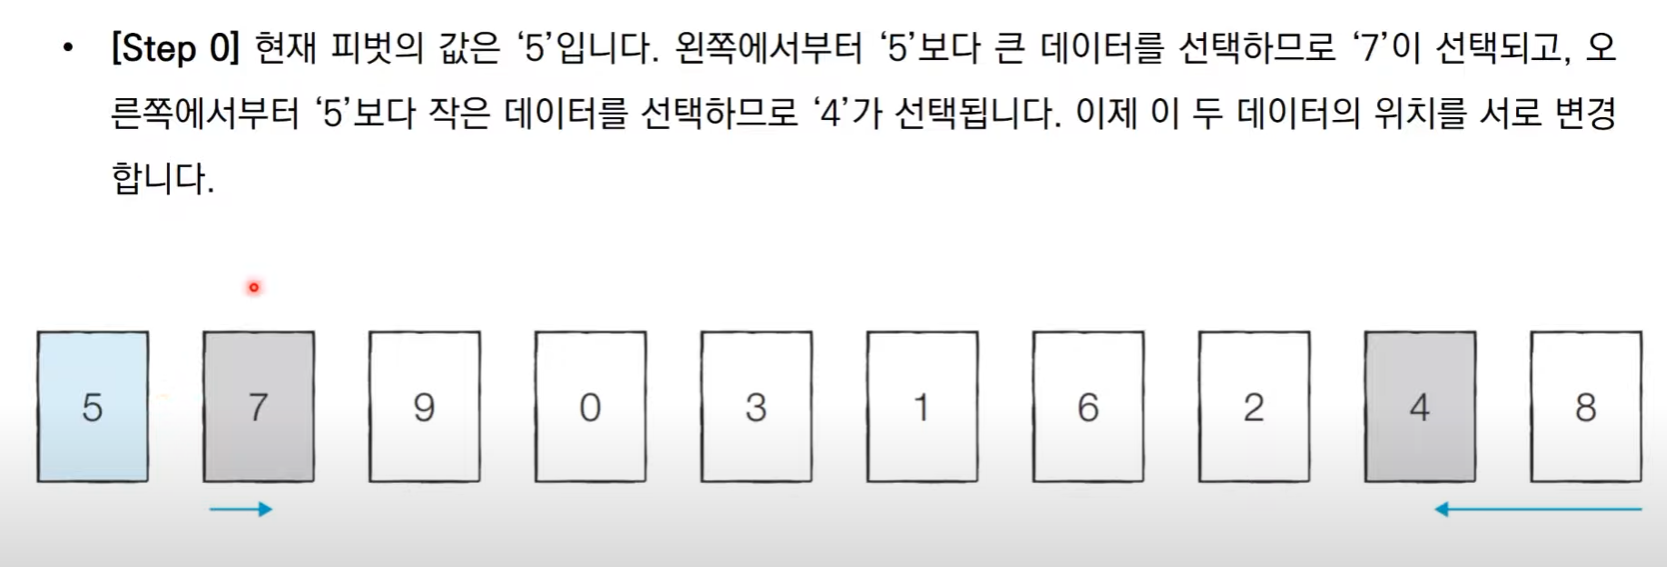 • [Step 0] 현재 피벗의 값은 ‘5’입니다. 왼쪽에서부터 ‘5’보다 큰 데이터를 선택하므로 ‘7’이 선택되고, 오
른쪽에서부터 ‘5’보다 작은 데이터를 선택하므로 ‘4’가 선택됩니다. 이제 이 두 데이터의 위치를 서로 변경
합니다.
5 7 9 0 3 1 6 2 4 8